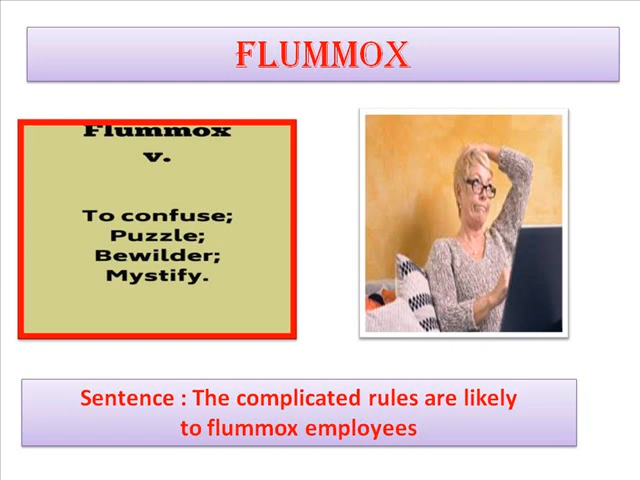 FLUMMOX
Flummox
v.
To confuse;
Puzzle;
Bewilder;
Mystify.
Sentence : The complicated rules are likely
to flummox employees